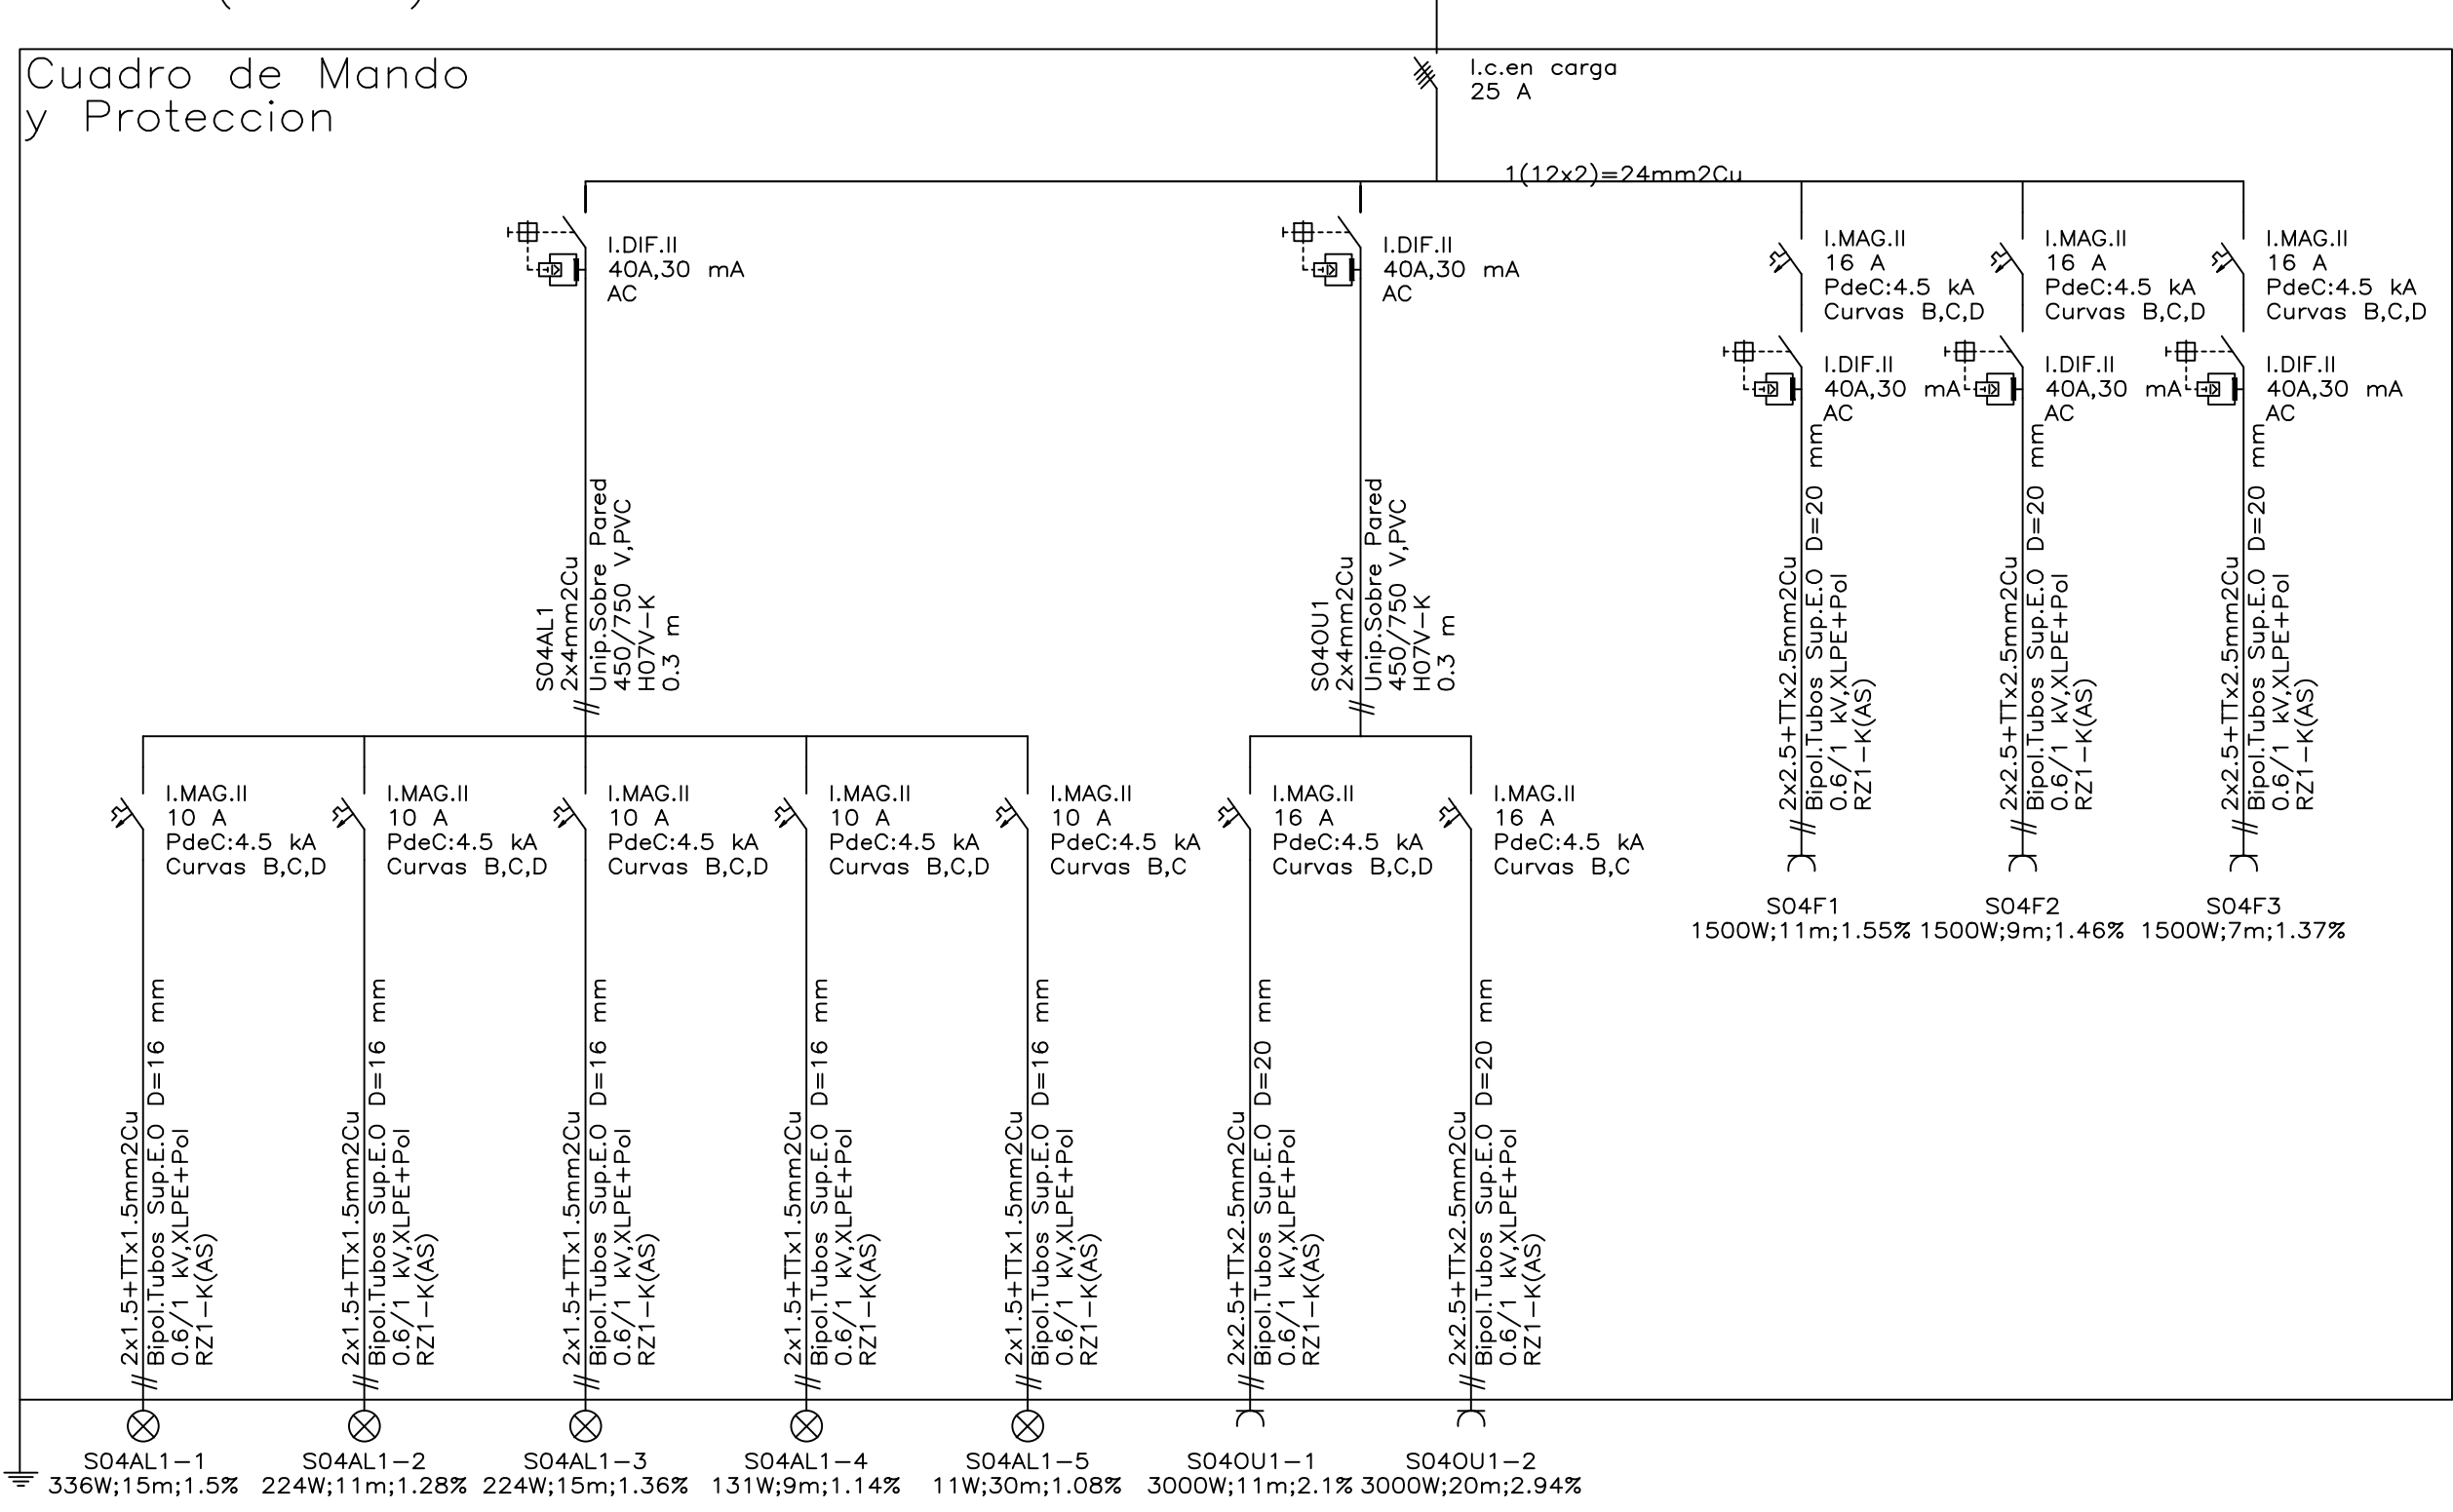 Cuadro de Mando
y Proteccion
I.c.en carga
25 A
1(12x2)=24mm2Cu
I.DIF.II
40A,30 mA
AC
I.DIF.II
40A,30 mA
AC
I.MAG.II
16 A
PdeC:4.5 kA
Curvas B,C,D
I.MAG.II
16 A
PdeC:4.5 kA
Curvas B,C,D
I.MAG.II
16 A
PdeC:4.5 kA
Curvas B,C,D
I.DIF.II
40A,30 mA
AC
I.DIF.II
40A,30 mA
AC
I.DIF.II
40A,30 mA
AC
S04AL1
2x4mm2Cu
Unip.Sobre Pared
450/750 V,PVC
H07V-K
0.3 m
S04OU1
2x4mm2Cu
Unip.Sobre Pared
450/750 V,PVC
H07V-K
0.3 m
2x2.5+TTx2.5mm2Cu
Bipol.Tubos Sup.E.O D=20 mm
0.6/1 kV,XLPE+Pol
RZ1-K(AS)
2x2.5+TTx2.5mm2Cu
Bipol.Tubos Sup.E.O D=20 mm
0.6/1 kV,XLPE+Pol
RZ1-K(AS)
2x2.5+TTx2.5mm2Cu
Bipol.Tubos Sup.E.O D=20 mm
0.6/1 kV,XLPE+Pol
RZ1-K(AS)
S04F1
1500W;11m;1.55%
S04F2
1500W;9m;1.46%
S04F3
1500W;7m;1.37%
I.MAG.II
10 A
PdeC:4.5 kA
Curvas B,C,D
I.MAG.II
10 A
PdeC:4.5 kA
Curvas B,C,D
I.MAG.II
10 A
PdeC:4.5 kA
Curvas B,C,D
I.MAG.II
10 A
PdeC:4.5 kA
Curvas B,C,D
I.MAG.II
10 A
PdeC:4.5 kA
Curvas B,C
I.MAG.II
16 A
PdeC:4.5 kA
Curvas B,C,D
I.MAG.II
16 A
PdeC:4.5 kA
Curvas B,C
2x1.5+TTx1.5mm2Cu
Bipol.Tubos Sup.E.O D=16 mm
0.6/1 kV,XLPE+Pol
RZ1-K(AS)
2x1.5+TTx1.5mm2Cu
Bipol.Tubos Sup.E.O D=16 mm
0.6/1 kV,XLPE+Pol
RZ1-K(AS)
2x1.5+TTx1.5mm2Cu
Bipol.Tubos Sup.E.O D=16 mm
0.6/1 kV,XLPE+Pol
RZ1-K(AS)
2x1.5+TTx1.5mm2Cu
Bipol.Tubos Sup.E.O D=16 mm
0.6/1 kV,XLPE+Pol
RZ1-K(AS)
2x1.5+TTx1.5mm2Cu
Bipol.Tubos Sup.E.O D=16 mm
0.6/1 kV,XLPE+Pol
RZ1-K(AS)
2x2.5+TTx2.5mm2Cu
Bipol.Tubos Sup.E.O D=20 mm
0.6/1 kV,XLPE+Pol
RZ1-K(AS)
2x2.5+TTx2.5mm2Cu
Bipol.Tubos Sup.E.O D=20 mm
0.6/1 kV,XLPE+Pol
RZ1-K(AS)
S04AL1-1
336W;15m;1.5%
S04AL1-2
224W;11m;1.28%
S04AL1-3
224W;15m;1.36%
S04AL1-4
131W;9m;1.14%
S04AL1-5
11W;30m;1.08%
S04OU1-1
3000W;11m;2.1%
S04OU1-2
3000W;20m;2.94%